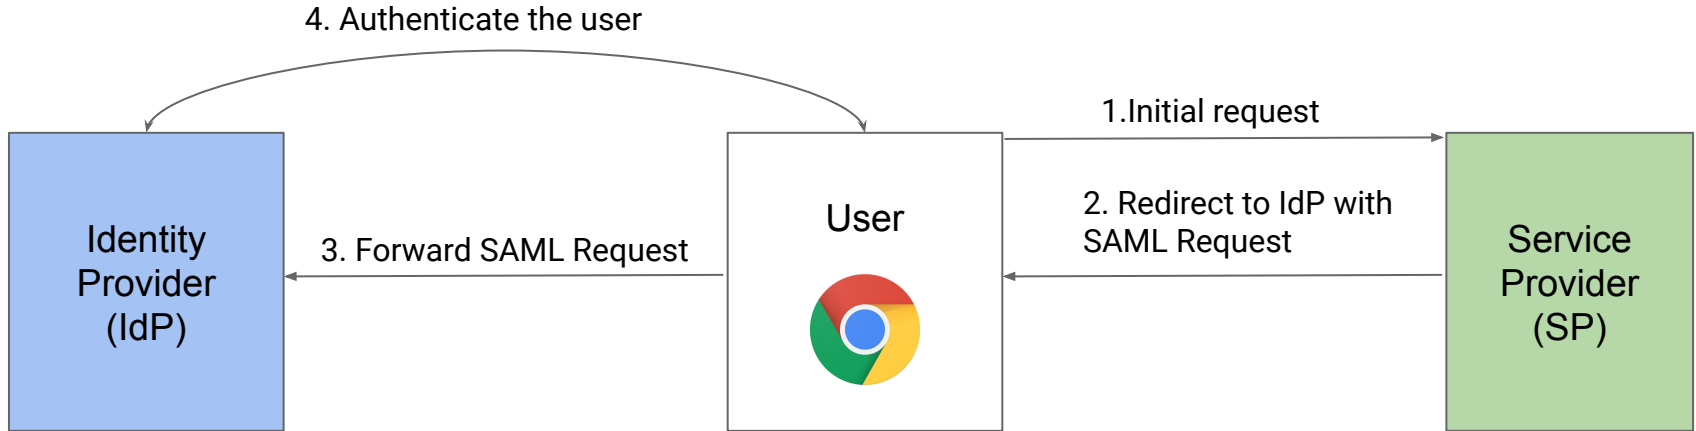 4. Authenticate the user
1.Initial request
2. Redirect to IdP with
SAML Request
User
3. Forward SAML Request
Identity
Provider
(IdP)
Service
Provider
(SP)